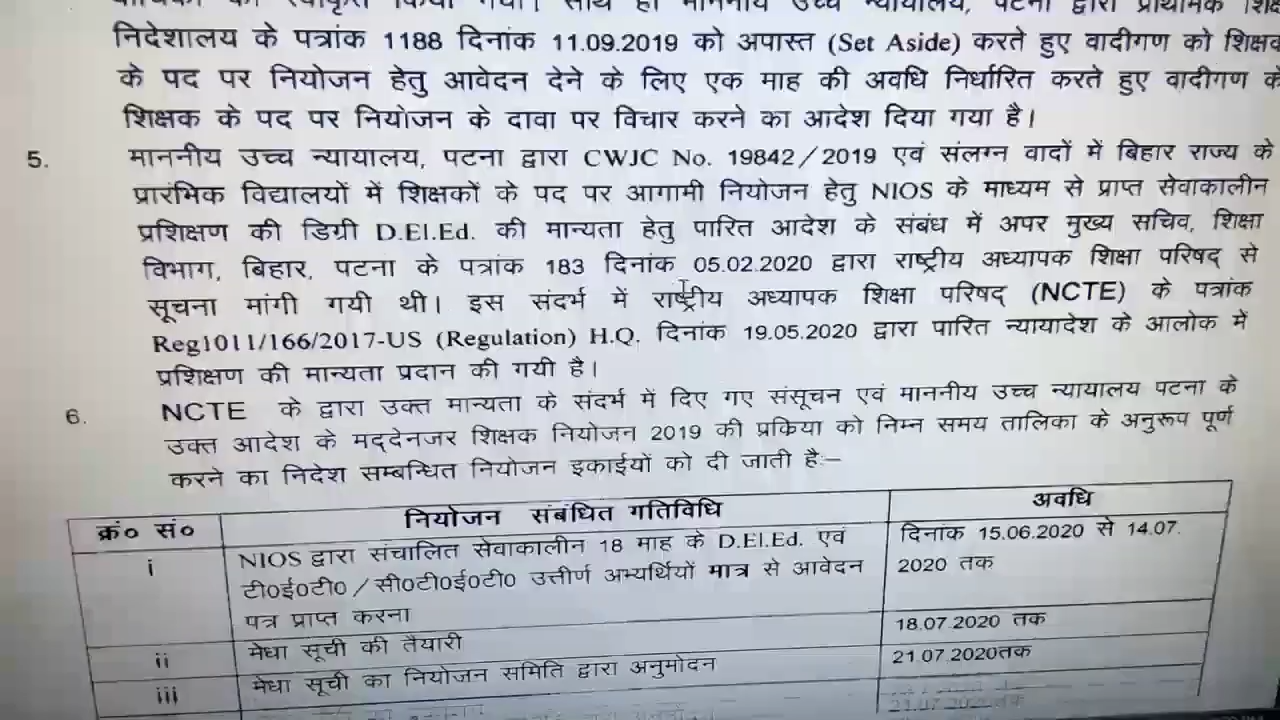 निदेशालय के पत्रांक 1188 दिनांक 11.09.2019 को अपास्त (Set Aside) करते हुए वादीगण को
के पद पर नियोजन हेतु आवेदन देने के लिए एक माह की अवधि निर्धारित करते हुए वादीगण
शिक्षक के पद पर नियोजन के दावा पर विचार करने का आदेश दिया गया है।
5. माननीय उच्च न्यायालय, पटना द्वारा CWJC No. 19842/2019 एवं संलग्न वादों में बिहार राज्य के
प्रारंभिक विद्यालयों में शिक्षकों के पद पर आगामी नियोजन हेतु NIOS के माध्यम से प्राप्त सेवाकालीन
प्रशिक्षण की डिग्री D.El.Ed. की मान्यता हेतु पारित आदेश के संबंध में अपर मुख्य सचिव, शिक्षा
विभाग, बिहार, पटना के पत्रांक 183 दिनांक 05.02.2020 द्वारा राष्ट्रीय अध्यापक शिक्षा परिषद् से
सूचना मांगी गयी थी। इस संदर्भ में राष्ट्रीय अध्यापक शिक्षा परिषद् (NCTE) के पत्रांक
Reg1011/166/2017-US (Regulation) H.Q. दिनांक 19.05.2020 द्वारा पारित न्यायादेश के आलोक में
प्रशिक्षण की मान्यता प्रदान की गयी है।
6. NCTE के द्वारा उक्त मान्यता के संदर्भ में दिए गए संसूचन एवं माननीय उच्च न्यायालय पटना के
उक्त आदेश के मद्देनजर शिक्षक नियोजन 2019 की प्रकिया को निम्न समय तालिका के अनुरूप पूर्ण
करने का निदेश सम्बन्धित नियोजन इकाईयों को दी जाती है:–
क्रं० सं० नियोजन संबंधित गतिविधि अवधि
i NIOS द्वारा संचालित सेवाकालीन 18 माह के D.El.Ed. एवं दिनांक 15.06.2020 से 14.07.
टी0ई0टी0/सी0टी0ई0टी0 उत्तीर्ण अभ्यर्थियों मात्र से आवेदन 2020 तक
पत्र प्राप्त करना
ii मेधा सूची की तैयारी 18.07.2020 तक
iii मेधा सूची का नियोजन समिति द्वारा अनुमोदन 21.07.2020तक